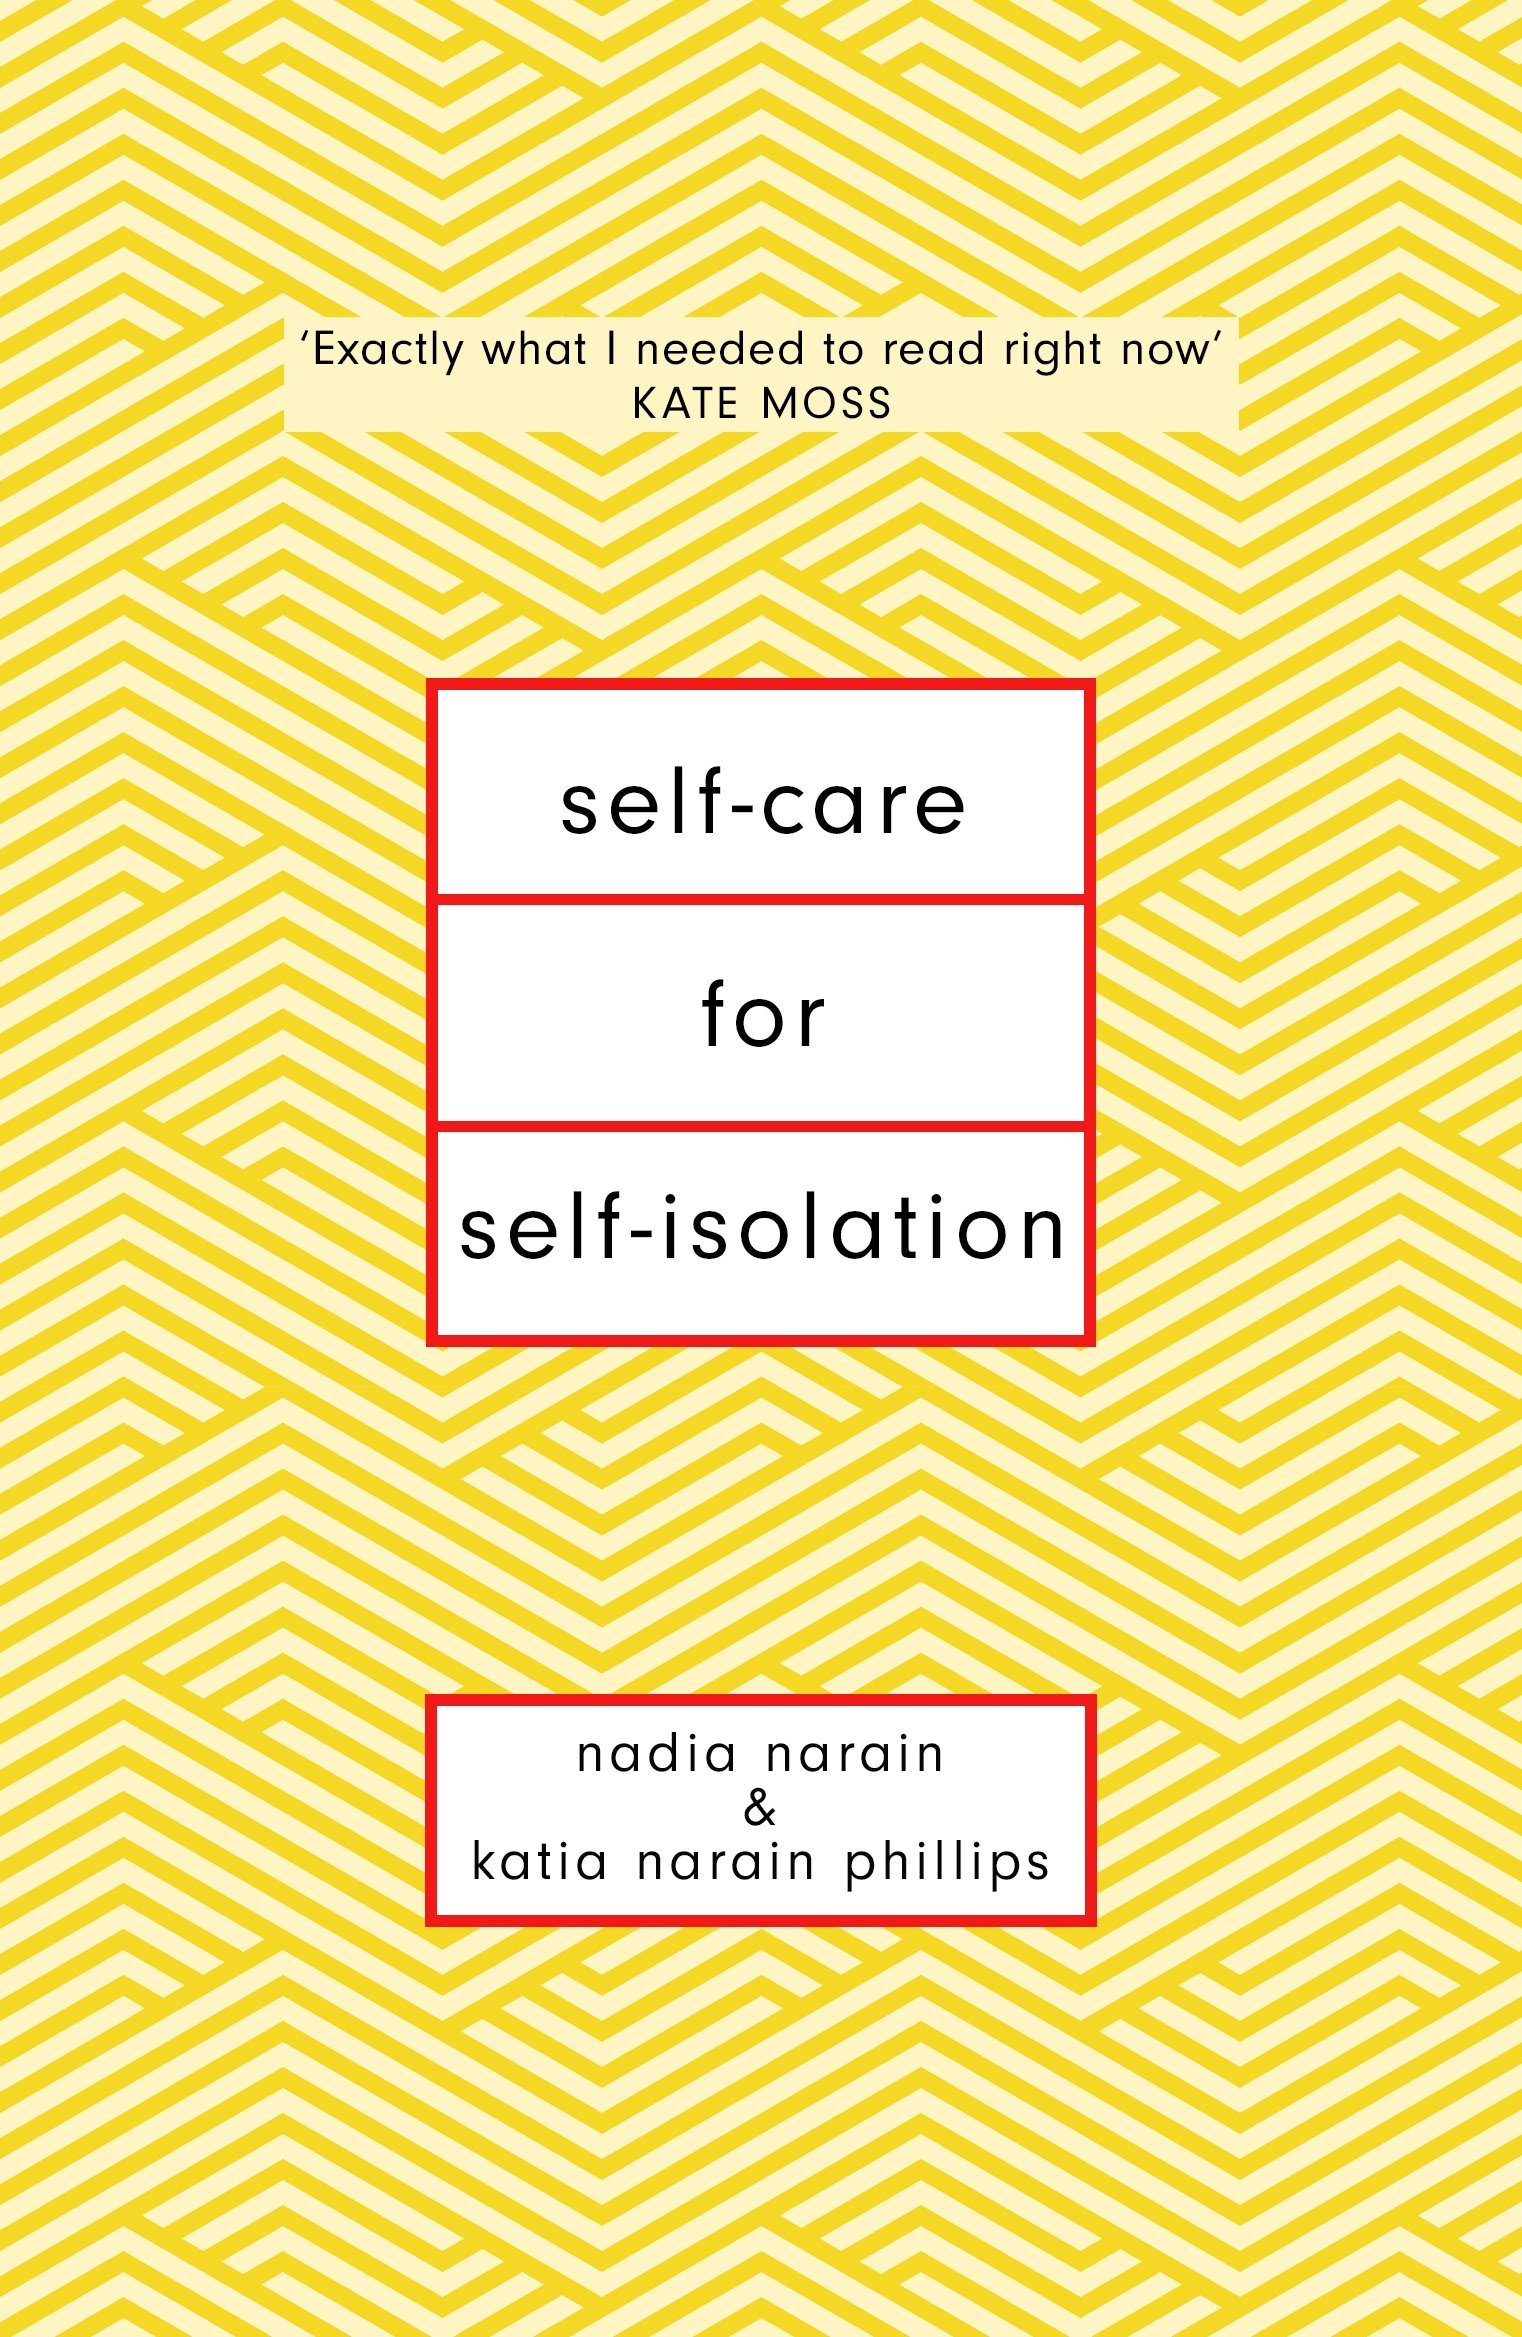 ‘Exactly what I needed to read right now’
KATE MOSS
self-care
for
self-isolation
nadia narain
&
katia narain phillips